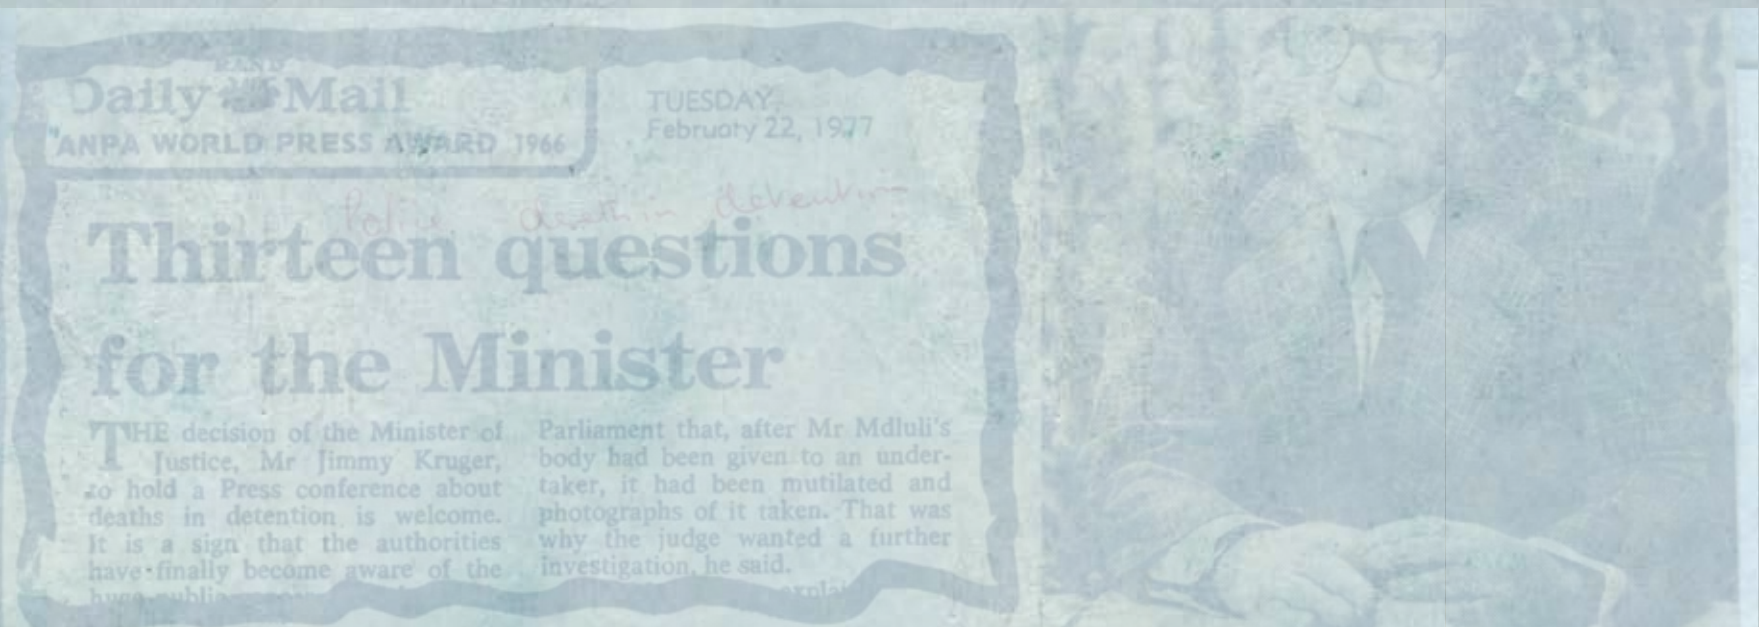 RAND
Daily Mail
"ANPA WORLD PRESS AWARD 1966
TUESDAY,
February 22, 1977
Police death in detention
Thirteen questions
for the Minister
THE decision of the Minister of
Justice, Mr Jimmy Kruger,
to hold a Press conference about
deaths in detention is welcome.
It is a sign that the authorities
have finally become aware of the
Parliament that, after Mr Mdluli's
body had been given to an under-
taker, it had been mutilated and
photographs of it taken. That was
why the judge wanted a further
investigation, he said.